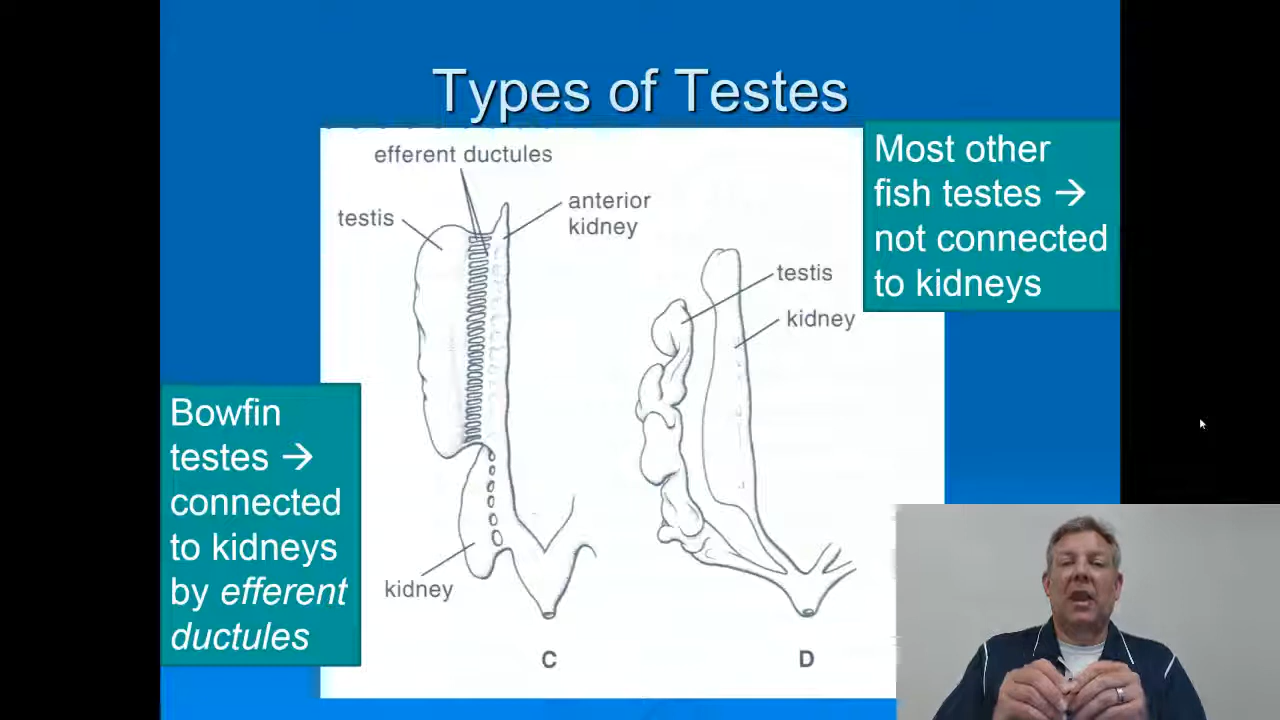 Types of Testes
efferent ductules
testis
anterior
kidney
kidney
C
Bowfin
testes →
connected
to kidneys
by efferent
ductules
Most other
fish testes →
not connected
to kidneys
testis
kidney
D